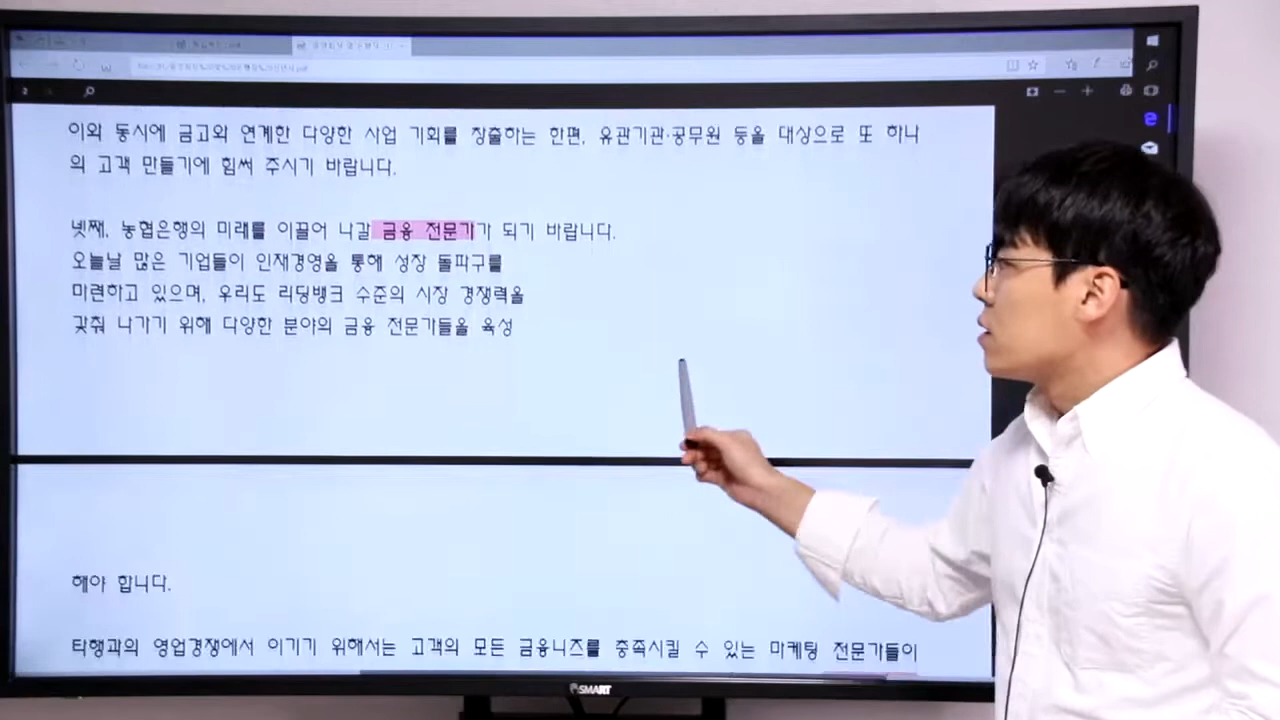 2
이와 동시에 금고와 연계한 다양한 사업 기회를 창출하는 한편, 유관기관·공무원 등을 대상으로 또 하나
의 고객 만들기에 힘써 주시기 바랍니다.
넷째, 농협은행의 미래를 이끌어 나갈 금융 전문가가 되기 바랍니다.
오늘날 많은 기업들이 인재경영을 통해 성장 돌파구를
마련하고 있으며, 우리도 리딩뱅크 수준의 시장 경쟁력을
갖춰 나가기 위해 다양한 분야의 금융 전문가들을 육성
해야 합니다.
타행과의 영업경쟁에서 이기기 위해서는 고객의 모든 금융니즈를 충족시킬 수 있는 마케팅 전문가들이
SMART